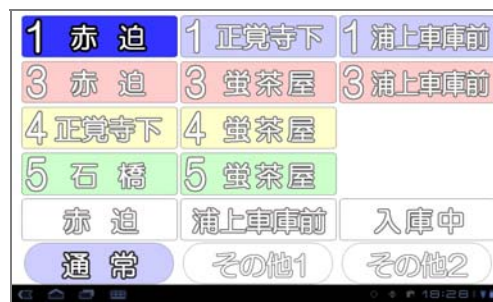 1 赤迫 1 正覚寺下 1 浦上車庫前
3 赤迫 3 蛍茶屋 3 浦上車庫前
4 正覚寺下 4 蛍茶屋
5 石橋 5 蛍茶屋
赤迫 浦上車庫前 入庫中
通常 その他1 その他2
18:28